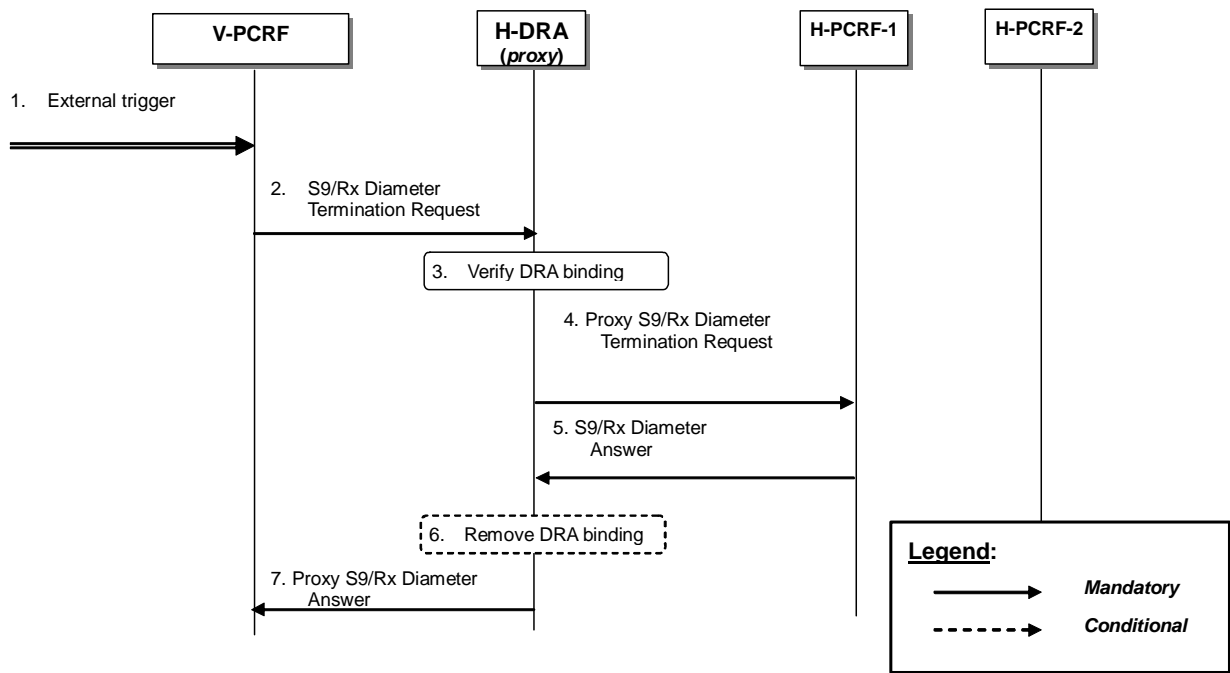 V-PCRF
H-DRA
(proxy)
H-PCRF-1
H-PCRF-2
1. External trigger
2. S9/Rx Diameter
Termination Request
3. Verify DRA binding
4. Proxy S9/Rx Diameter
Termination Request
5. S9/Rx Diameter
Answer
6. Remove DRA binding
7. Proxy S9/Rx Diameter
Answer
Legend:
Mandatory
Conditional